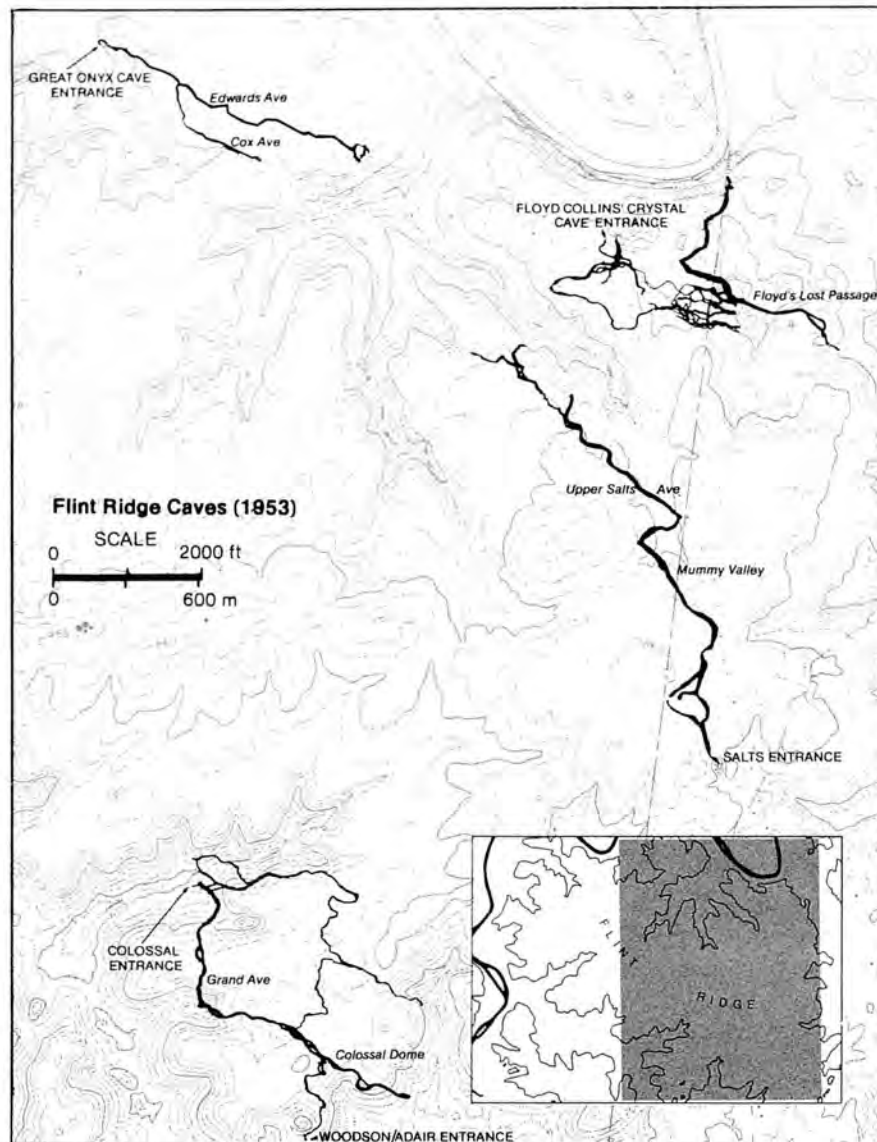 GREAT ONYX CAVE
ENTRANCE
Edwards Ave
Cox Ave
FLOYD COLLINS' CRYSTAL
CAVE ENTRANCE
Floyd's Lost Passage
Upper Salts Ave
Flint Ridge Caves (1953)
SCALE
0 2000 ft
0 600 m
Mummy Valley
SALTS ENTRANCE
COLOSSAL
ENTRANCE
Grand Ave
Colossal Dome
WOODSON/ADAIR ENTRANCE
FLINT
RIDGE